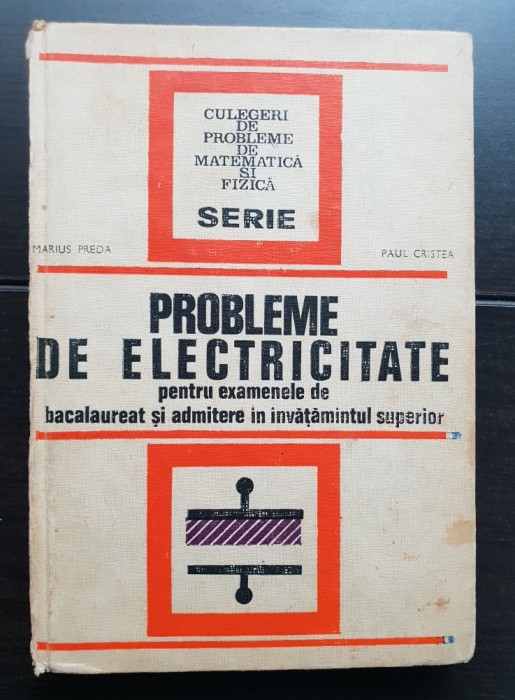 CULEGERI
DE
PROBLEME
DE
MATEMATICĂ
ȘI
FIZICĂ
SERIE
MARIUS PREDA
PAUL CRISTEA
PROBLEME
DE ELECTRICITATE
pentru examenele de
bacalaureat și admitere in invățămintul superior